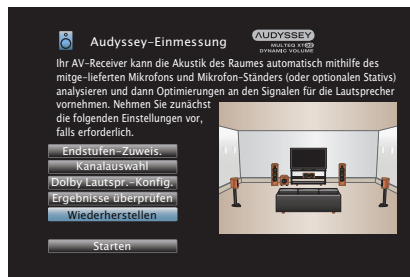 Audyssey-Einmessung
AUDYSSEY
MULTEQ XT32
DYNAMIC VOLUME
Ihr AV-Receiver kann die Akustik des Raumes automatisch mithilfe des
mitge-lieferten Mikrofons und Mikrofon-Ständers (oder optionalen Stativs)
analysieren und dann Optimierungen an den Signalen für die Lautsprecher
vornehmen. Nehmen Sie zunächst
die folgenden Einstellungen vor,
falls erforderlich.
Endstufen-Zuweis.
Kanalauswahl
Dolby Lautspr.-Konfig.
Ergebnisse überprüfen
Wiederherstellen
Starten